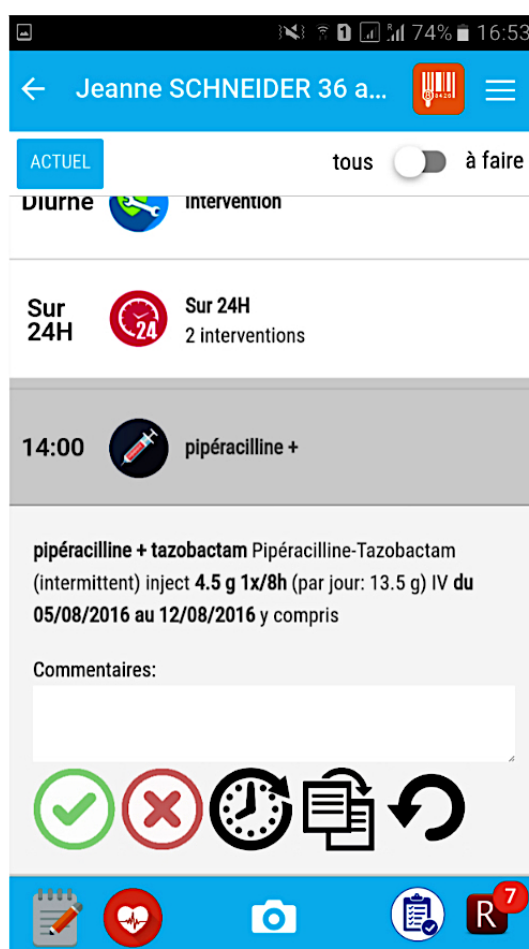 1 74% 16:53
Jeanne SCHNEIDER 36 a...
ACTUEL tous à faire
Diurne intervention
Sur 24H
Sur 24H
2 interventions
24
14:00 pipéracilline +
pipéracilline + tazobactam Pipéracilline-Tazobactam
(intermittent) inject 4.5 g 1x/8h (par jour: 13.5 g) IV du
05/08/2016 au 12/08/2016 y compris
Commentaires:
R 7